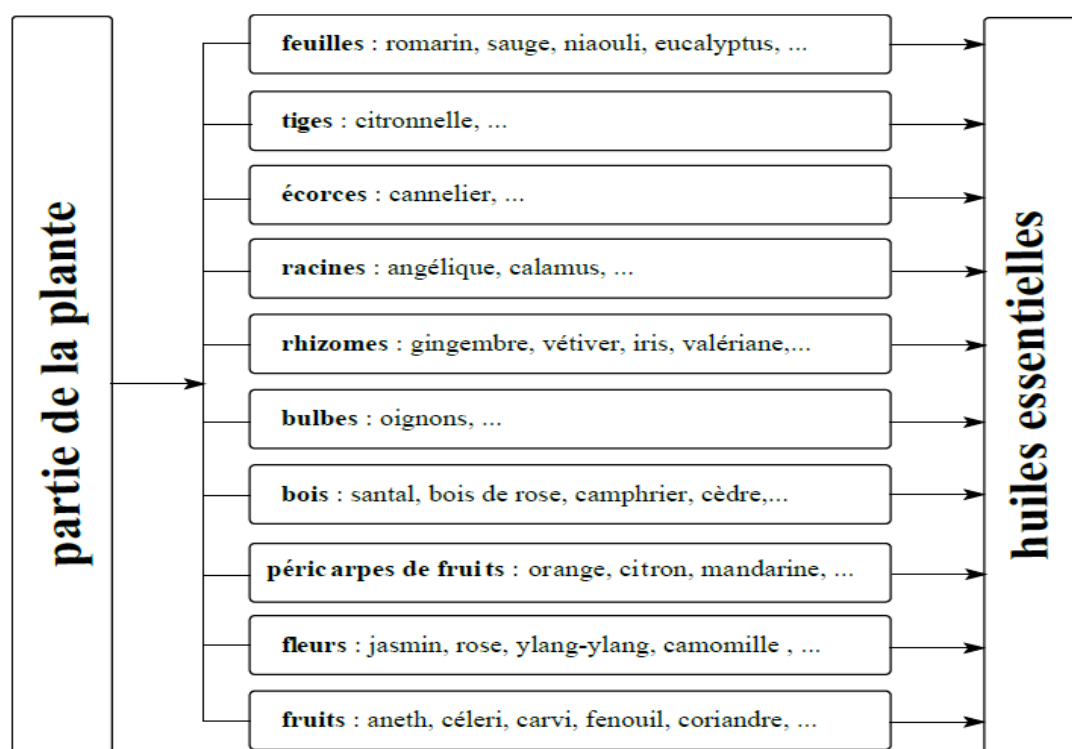 partie de la plante
feuilles : romarin, sauge, niaouli, eucalyptus, ...
tiges : citronnelle, ...
écorces : cannelier, ...
racines : angélique, calamus, ...
rhizomes : gingembre, vétiver, iris, valériane,...
bulbes : oignons, ...
bois : santal, bois de rose, camphrier, cèdre,...
péricarpes de fruits : orange, citron, mandarine, ...
fleurs : jasmin, rose, ylang-ylang, camomille , ...
fruits : aneth, céleri, carvi, fenouil, coriandre, ...
huiles essentielles